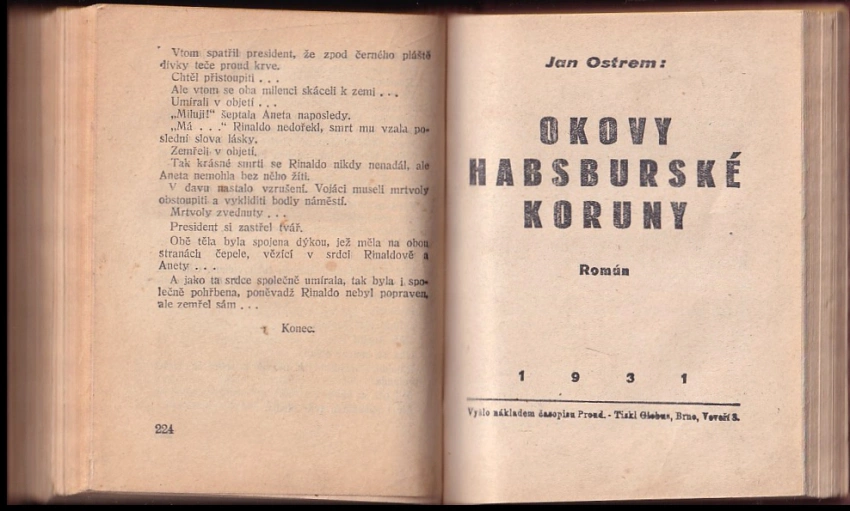 Vtom spatřil president, že zpod černého pláště
dívky teče proud krve.
Chtěl přistoupiti . . .
Ale vtom se oba milenci skáceli k zemi . . .
Umírali v objetí . . .
„Miluji!“ šeptala Aneta naposledy.
„Má . . .“ Rinaldo nedořekl, smrt mu vzala po-
slední slova lásky.
Zemřeli v objetí.
Tak krásné smrti se Rinaldo nikdy nenadál, ale
Aneta nemohla bez něho žíti.
V davu nastalo vzrušení. Vojáci museli mrtvoly
obstoupiti a vykliditi bodly náměstí.
Mrtvoly zvednuty . . .
President si zastřel tvář.
Obě těla byla spojena dýkou, jež měla na obou
stranách čepele, vězící v srdci Rinaldově a
Anety . . .
A jako ta srdce společně umírala, tak byla i spo-
lečně pohřbena, poněvadž Rinaldo nebyl popraven,
ale zemřel sám . . .
Konec.
224
Jan Ostrem:
OKOVY
HABSBURSKÉ
KORUNY
Román
1931
Vyšlo nákladem časopisu Proud. - Tiskl Globus, Brno, Veveří 8.